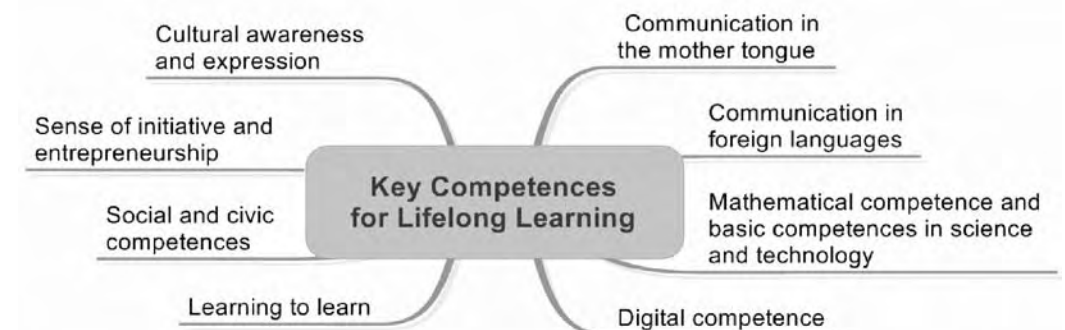 Cultural awareness
and expression
Sense of initiative and
entrepreneurship
Social and civic
competences
Learning to learn
Key Competences
for Lifelong Learning
Communication in
the mother tongue
Communication in
foreign languages
Mathematical competence and
basic competences in science
and technology
Digital competence